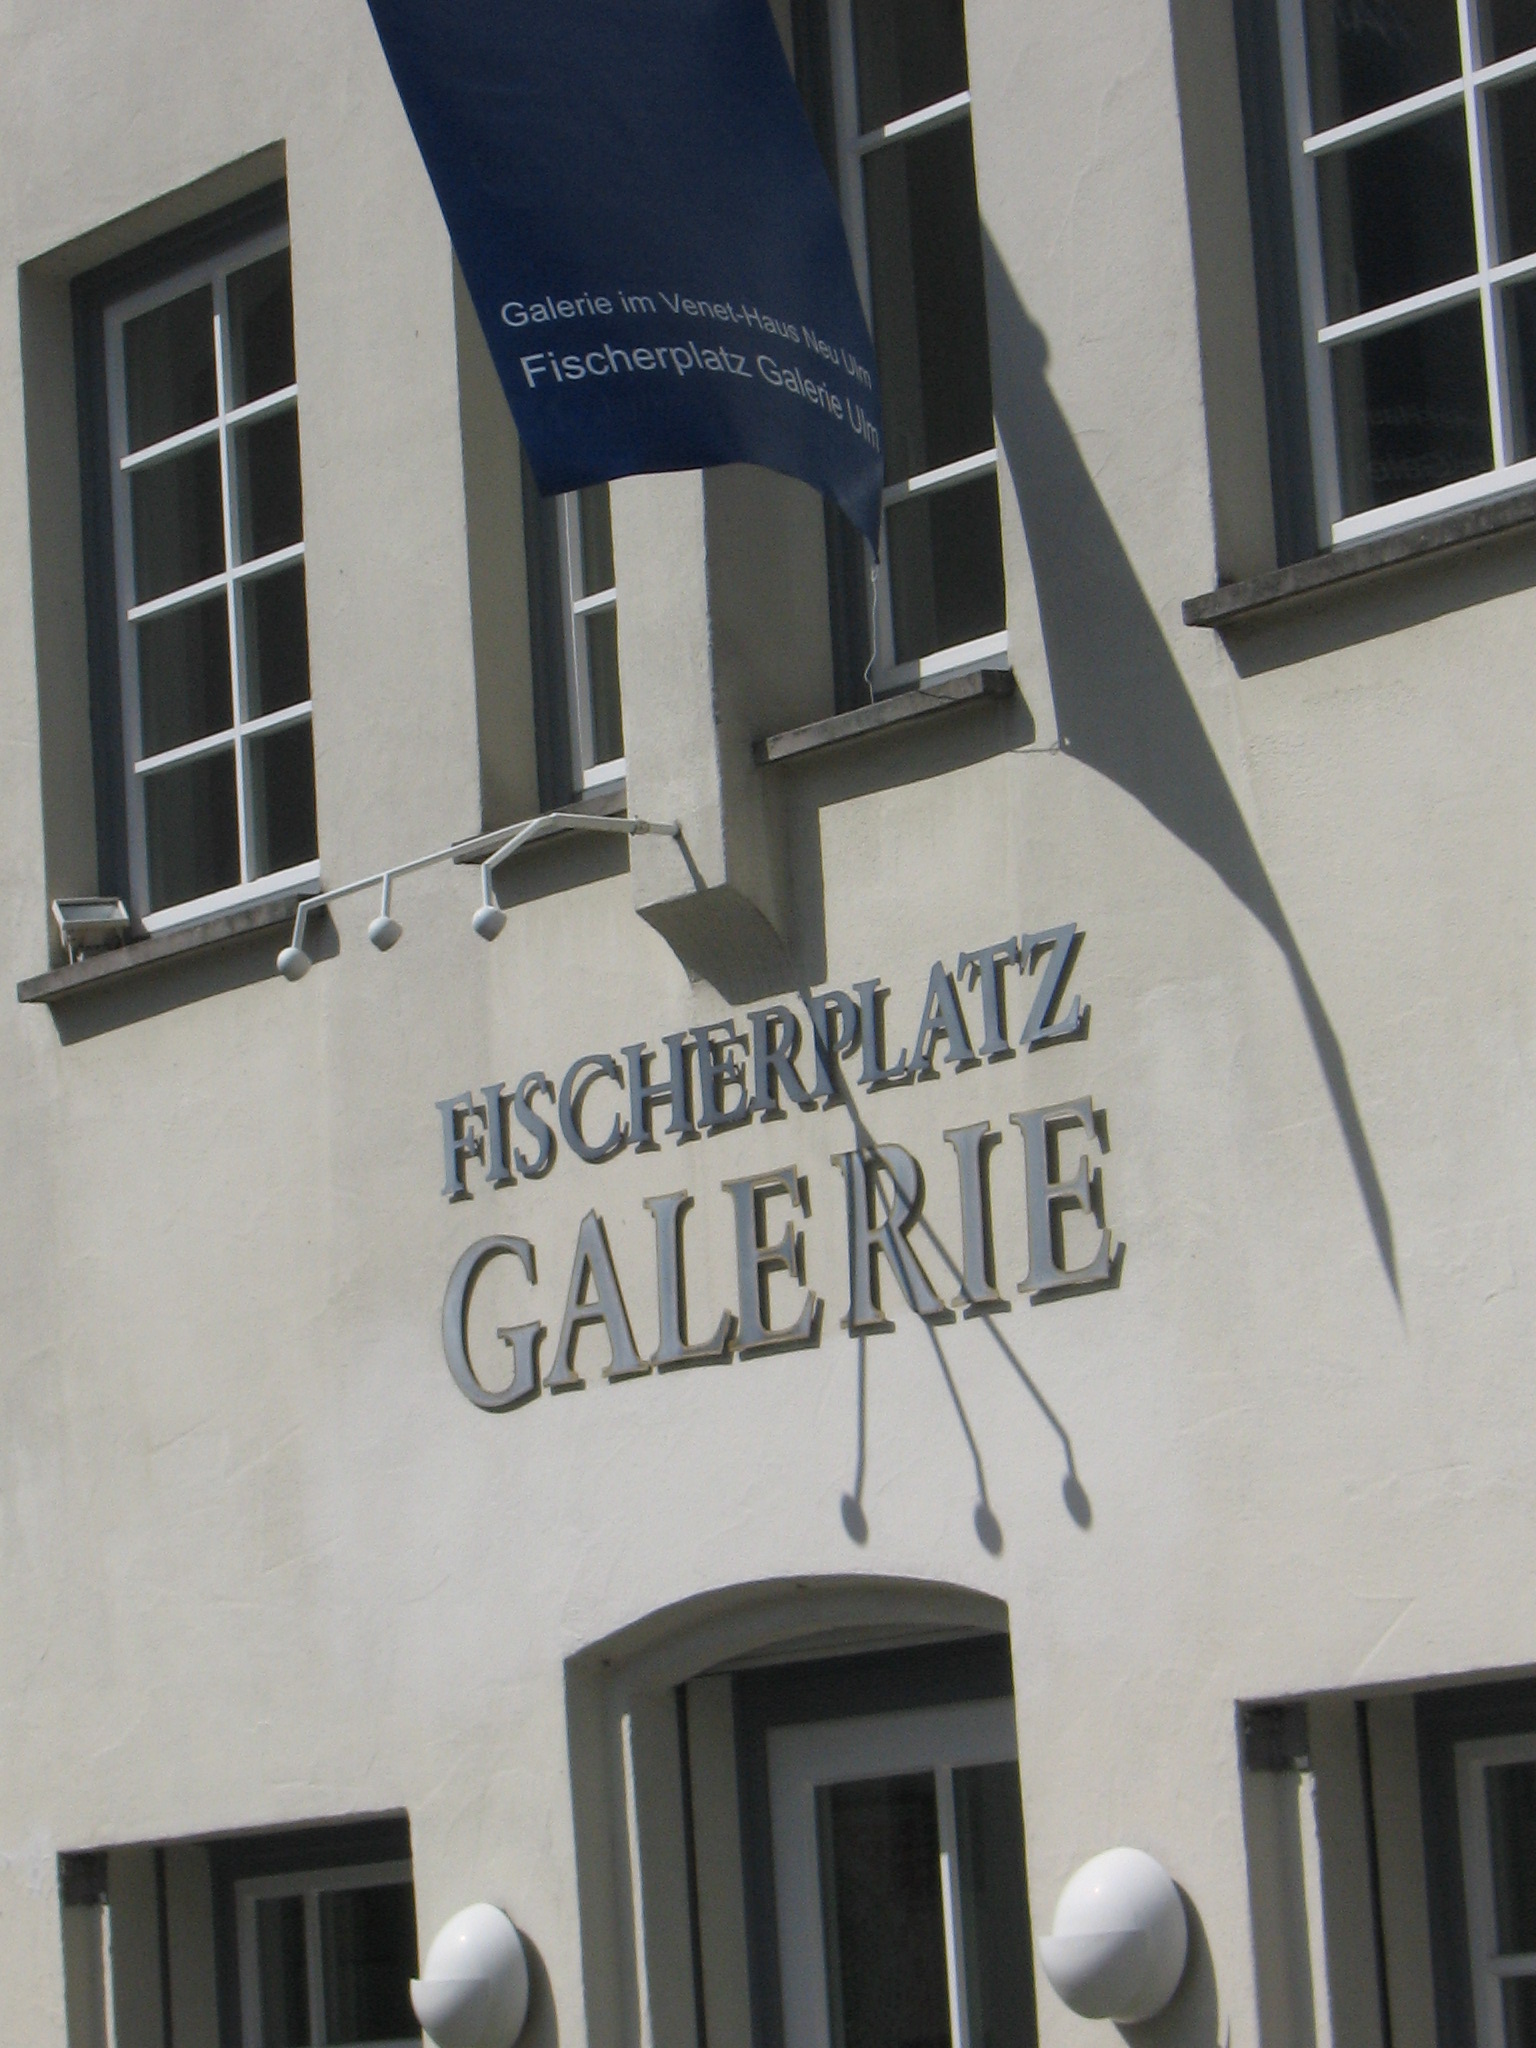 Galerie im Venet-Haus Neu Ulm
Fischerplatz Galerie Ulm
FISCHERPLATZ
GALERIE